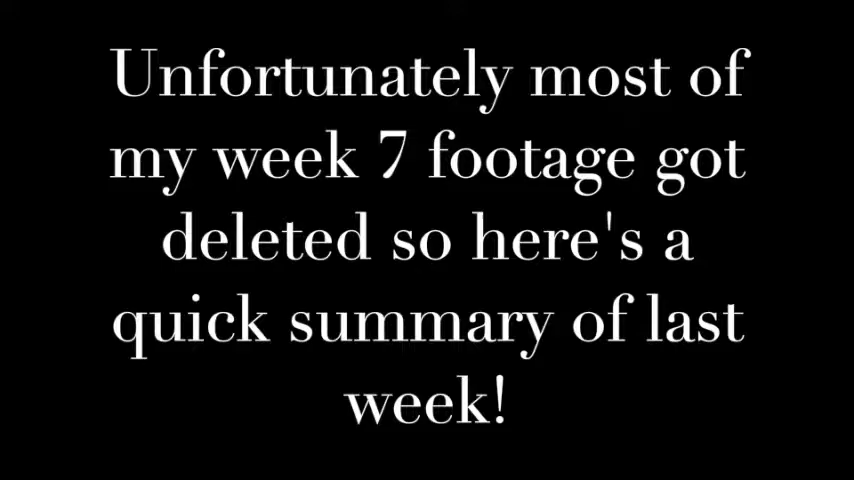 Unfortunately most of
my week 7 footage got
deleted so here's a
quick summary of last
week!